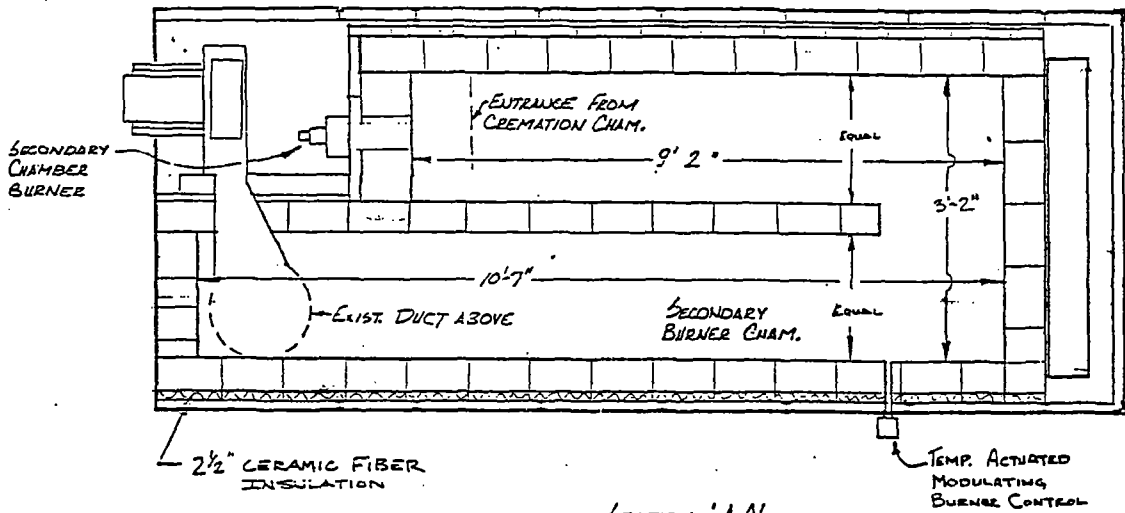 ENTRANCE FROM
CREMATION CHAM.
SECONDARY
CHAMBER
BURNER
EQUAL
9' 2"
3'-2"
10'-7"
EXIST. DUCT ABOVE
SECONDARY
BURNER CHAM.
EQUAL
2½" CERAMIC FIBER
INSULATION
TEMP. ACTUATED
MODULATING
BURNER CONTROL